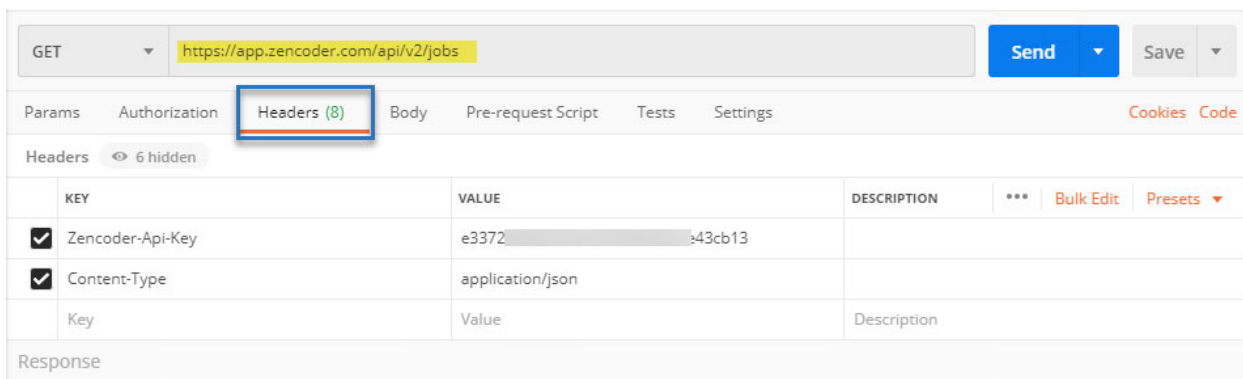 GET https://app.zencoder.com/api/v2/jobs Send Save
Params Authorization Headers (8) Body Pre-request Script Tests Settings Cookies Code
Headers 6 hidden
KEY VALUE DESCRIPTION ••• Bulk Edit Presets
Zencoder-Api-Key e3372 e43cb13
Content-Type application/json
Key Value Description
Response